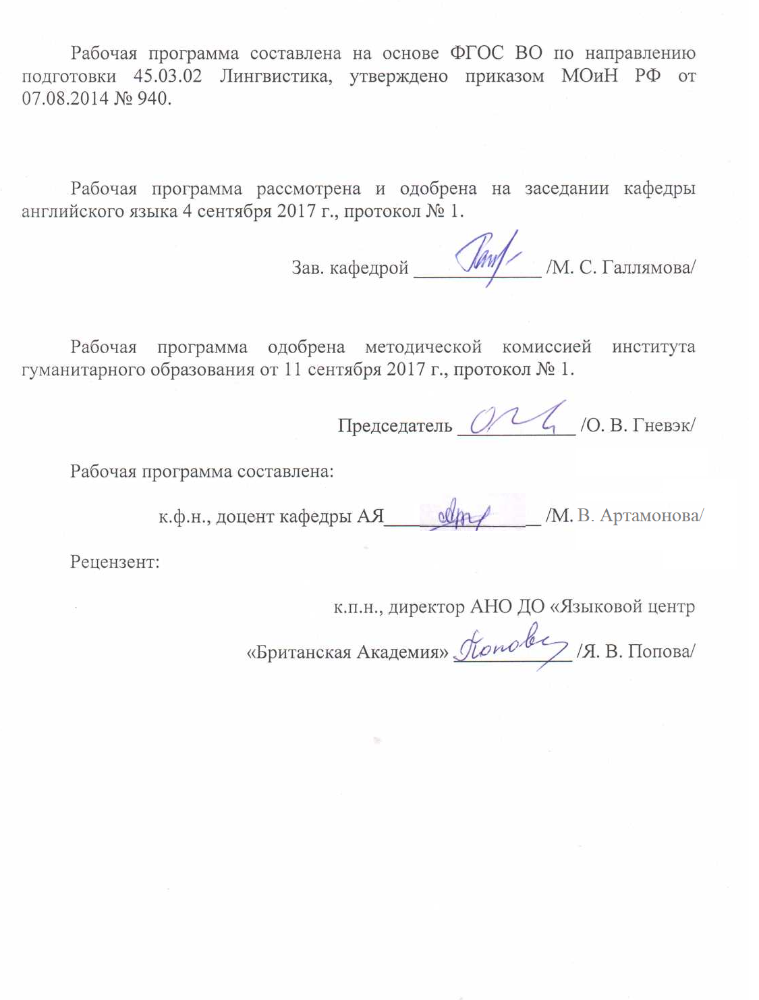 Рабочая программа составлена на основе ФГОС ВО по направлению
подготовки 45.03.02 Лингвистика, утверждено приказом МОиН РФ от
07.08.2014 № 940.
Рабочая программа рассмотрена и одобрена на заседании кафедры
английского языка 4 сентября 2017 г., протокол № 1.
Зав. кафедрой ______________ /М. С. Галлямова/
Рабочая программа одобрена методической комиссией института
гуманитарного образования от 11 сентября 2017 г., протокол № 1.
Председатель _____________ /О. В. Гневэк/
Рабочая программа составлена:
к.ф.н., доцент кафедры АЯ_________________ /М. В. Артамонова/
Рецензент:
к.п.н., директор АНО ДО «Языковой центр
«Британская Академия» Попова /Я. В. Попова/